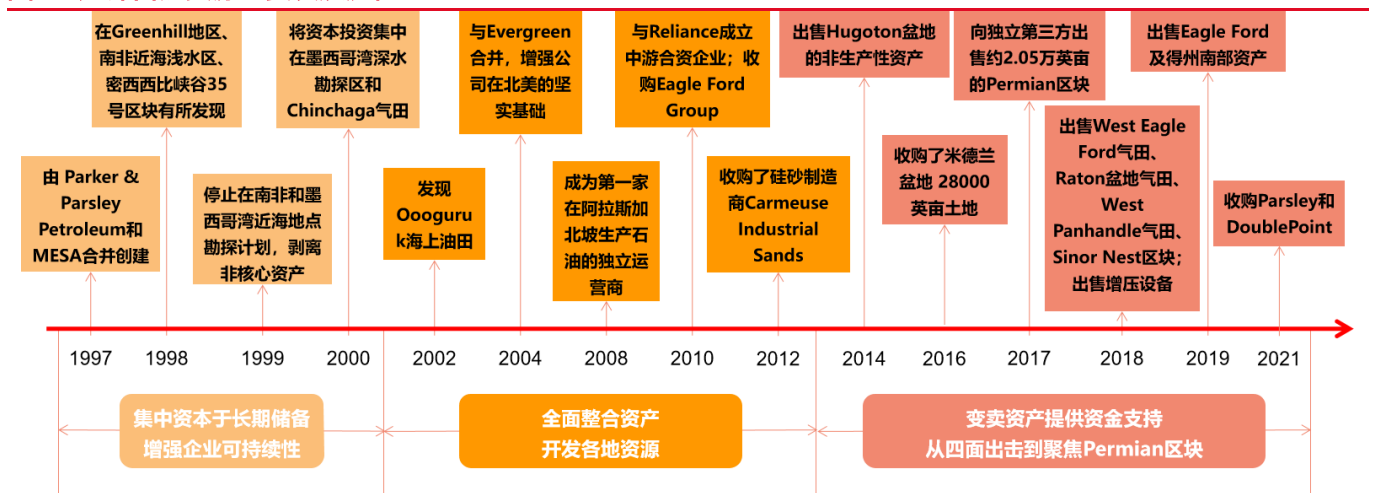 在Greenhill地区、
南非近海浅水区、
密西西比峡谷35
号区块有所发现
将资本投资集中
在墨西哥湾深水
勘探区和
Chinchaga气田
与Evergreen
合并，增强公
司在北美的坚
实基础
与Reliance成立
中游合资企业；收
购Eagle Ford
Group
出售Hugoton盆地
的非生产性资产
向独立第三方出
售约2.05万英亩
的Permian区块
出售Eagle Ford
及得州南部资产
由 Parker &
Parsley
Petroleum和
MESA合并创建
停止在南非和墨
西哥湾近海地点
勘探计划，剥离
非核心资产
发现
Ooogуru
k海上油田
成为第一家
在阿拉斯加
北坡生产石
油的独立运
营商
收购了硅砂制造
商Carmeuse
Industrial
Sands
收购了米德兰
盆地 28000
英亩土地
出售West Eagle
Ford气田、
Raton盆地气田、
West
Panhandle气田、
Sinor Nest区块；
出售增压设备
收购Parsley和
DoublePoint
1997
1998
1999
2000
2002
2004
2008
2010
2012
2014
2016
2017
2018
2019
2021
集中资本于长期储备
增强企业可持续性
全面整合资产
开发各地资源
变卖资产提供资金支持
从四面出击到聚焦Permian区块